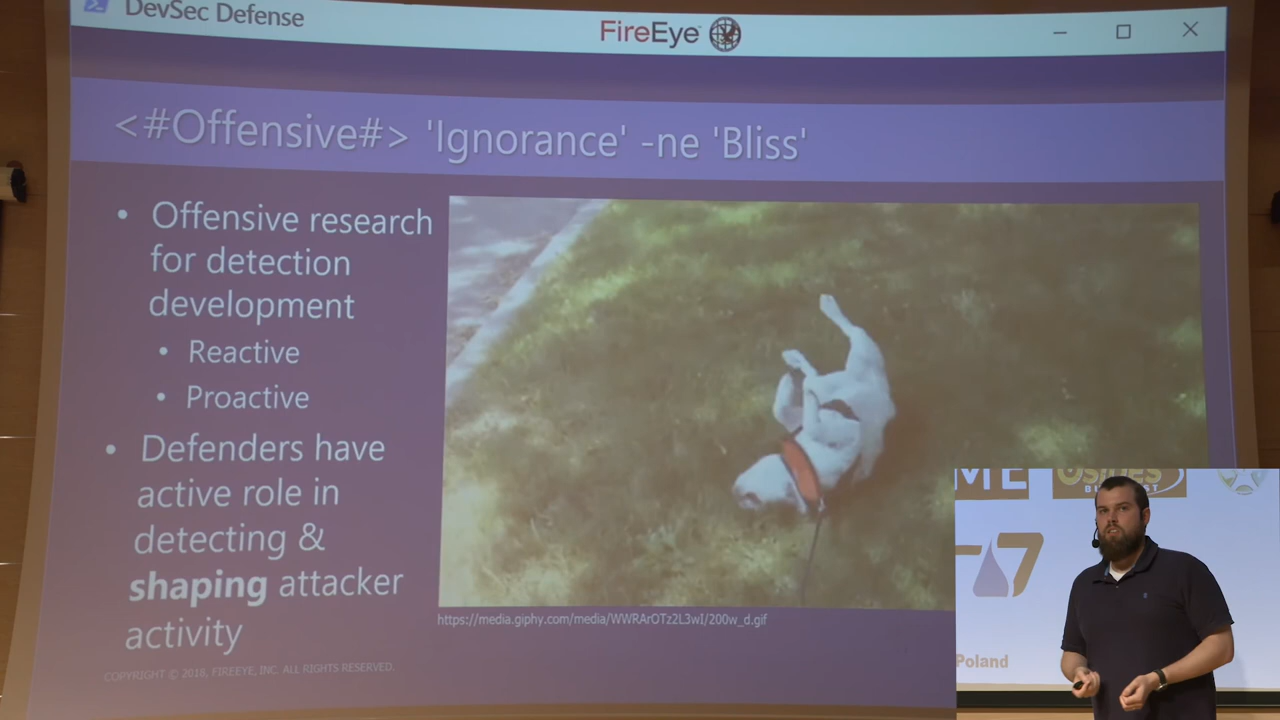 DevSec Defense
FireEye
<#Offensive#> 'Ignorance' -ne 'Bliss'
• Offensive research
for detection
development
• Reactive
• Proactive
• Defenders have
active role in
detecting &
shaping attacker
activity
https://media.giphy.com/media/WWRArOTz2L3wI/200w_d.gif
COPYRIGHT © 2018, FIREEYE, INC. ALL RIGHTS RESERVED.
Poland